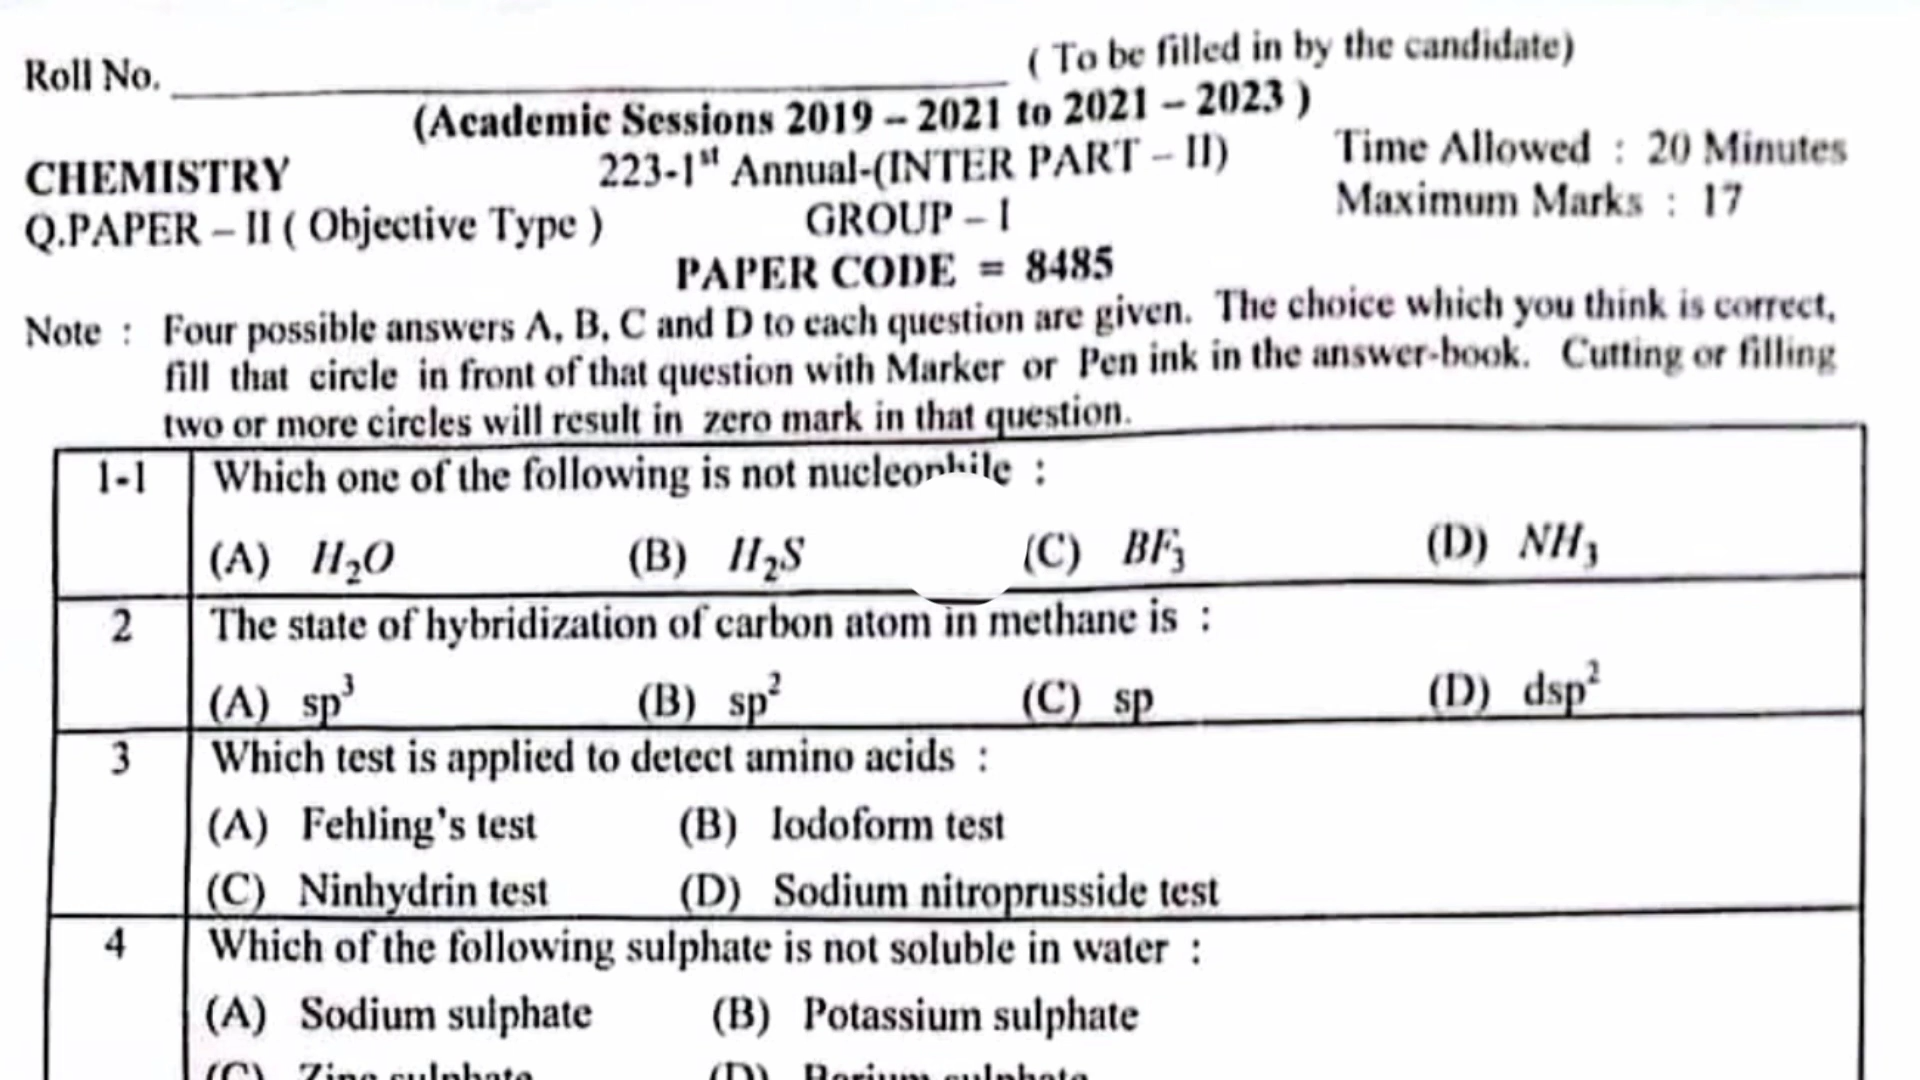 Roll No. ____________ ( To be filled in by the candidate)
(Academic Sessions 2019 – 2021 to 2021 – 2023 )
CHEMISTRY 223-1st Annual-(INTER PART – II) Time Allowed : 20 Minutes
Q.PAPER – II ( Objective Type ) GROUP – I Maximum Marks : 17
PAPER CODE = 8485
Note : Four possible answers A, B, C and D to each question are given. The choice which you think is correct,
fill that circle in front of that question with Marker or Pen ink in the answer-book. Cutting or filling
two or more circles will result in zero mark in that question.
1-1 Which one of the following is not nucleophile :
(A) H₂O (B) H₂S (C) BF₃ (D) NH₃
2 The state of hybridization of carbon atom in methane is :
(A) sp³ (B) sp² (C) sp (D) dsp²
3 Which test is applied to detect amino acids :
(A) Fehling's test (B) Iodoform test
(C) Ninhydrin test (D) Sodium nitroprusside test
4 Which of the following sulphate is not soluble in water :
(A) Sodium sulphate (B) Potassium sulphate
(C) Zinc sulphate (D) Barium sulphate